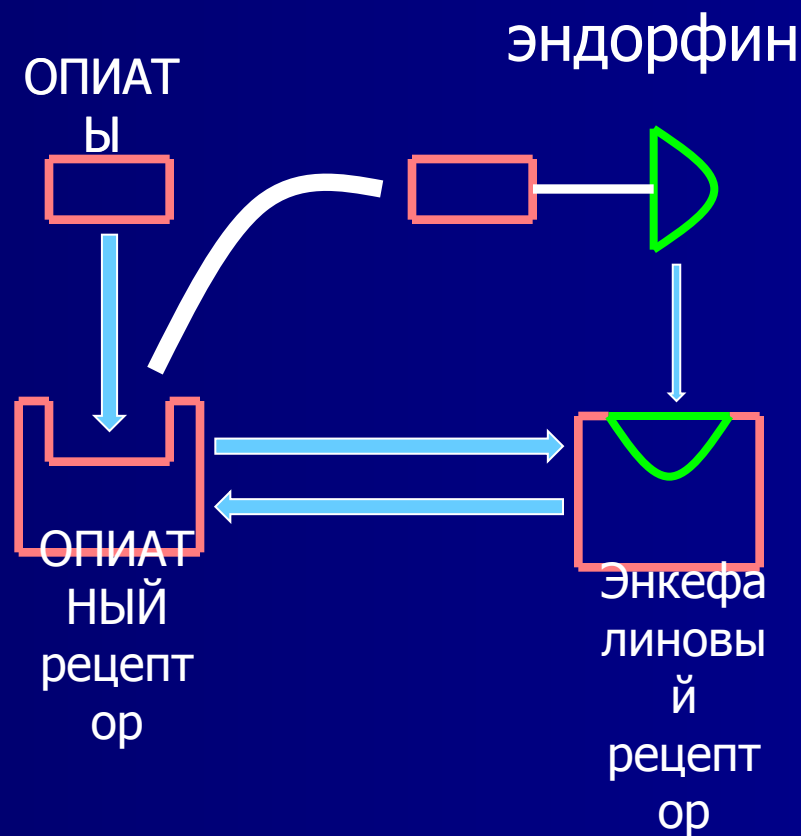 эндорфин
ОПИАТ
Ы
ОПИАТ
НЫЙ
рецепт
ор
Энкефа
линовы
й
рецепт
ор